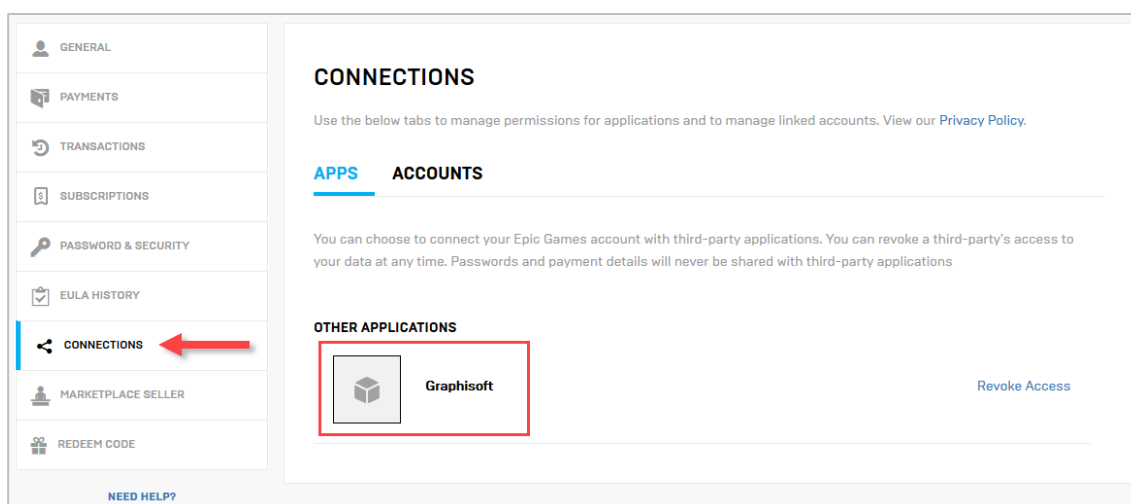 GENERAL
PAYMENTS
TRANSACTIONS
SUBSCRIPTIONS
PASSWORD & SECURITY
EULA HISTORY
CONNECTIONS
MARKETPLACE SELLER
REDEEM CODE
NEED HELP?
CONNECTIONS
Use the below tabs to manage permissions for applications and to manage linked accounts. View our Privacy Policy.
APPS ACCOUNTS
You can choose to connect your Epic Games account with third-party applications. You can revoke a third-party's access to
your data at any time. Passwords and payment details will never be shared with third-party applications
OTHER APPLICATIONS
Graphisoft Revoke Access